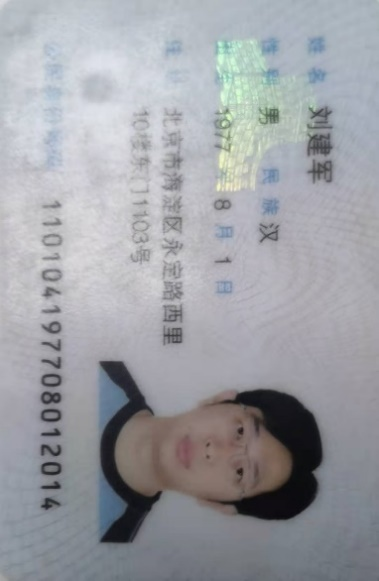 姓名 刘建军
性别 男 民族 汉
出生 1977 年 8 月 1 日
住址 北京市海淀区永定路西里
10楼东门1103号
公民身份号码 110104197708012014